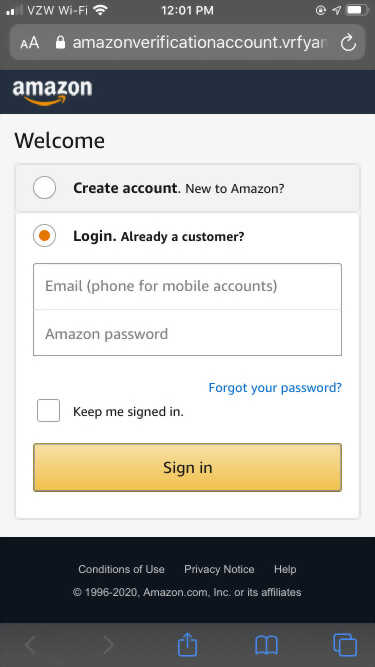 VZW Wi-Fi 12:01 PM
AA amazonverificationaccount.vrfyar
amazon
Welcome
Create account. New to Amazon?
Login. Already a customer?
Email (phone for mobile accounts)
Amazon password
Forgot your password?
Keep me signed in.
Sign in
Conditions of Use Privacy Notice Help
© 1996-2020, Amazon.com, Inc. or its affiliates